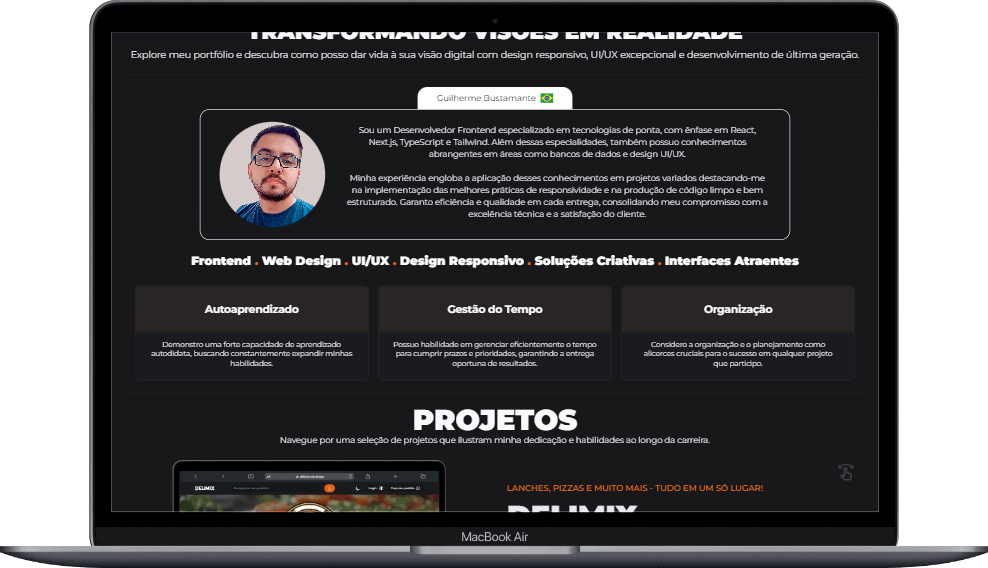 TRANSFORMANDO VISÕES EM REALIDADE
Explore meu portfólio e descubra como posso dar vida à sua visão digital com design responsivo, UI/UX excepcional e desenvolvimento de última geração.
Guilherme Bustamante
Sou um Desenvolvedor Frontend especializado em tecnologias de ponta, com ênfase em React,
Next.js, TypeScript e Tailwind. Além dessas especialidades, também possuo conhecimentos
abrangentes em áreas como bancos de dados e design UI/UX.
Minha experiência engloba a aplicação desses conhecimentos em projetos variados destacando-me
na implementação das melhores práticas de responsividade e na produção de código limpo e bem
estruturado. Garanto eficiência e qualidade em cada entrega, consolidando meu compromisso com a
excelência técnica e a satisfação do cliente.
Frontend . Web Design . UI/UX . Design Responsivo . Soluções Criativas . Interfaces Atraentes
Autoaprendizado
Demonstro uma forte capacidade de aprendizado
autodidata, buscando constantemente expandir minhas
habilidades.
Gestão do Tempo
Possuo habilidade em gerenciar eficientemente o tempo
para cumprir prazos e prioridades, garantindo a entrega
oportuna de resultados.
Organização
Considero a organização e o planejamento como
alicerces cruciais para o sucesso em qualquer projeto
que participo.
PROJETOS
Navegue por uma seleção de projetos que ilustram minha dedicação e habilidades ao longo da carreira.
DELIMIX
Login
LANCHES, PIZZAS E MUITO MAIS - TUDO EM UM SÓ LUGAR!
DELIMIX
MacBook Air